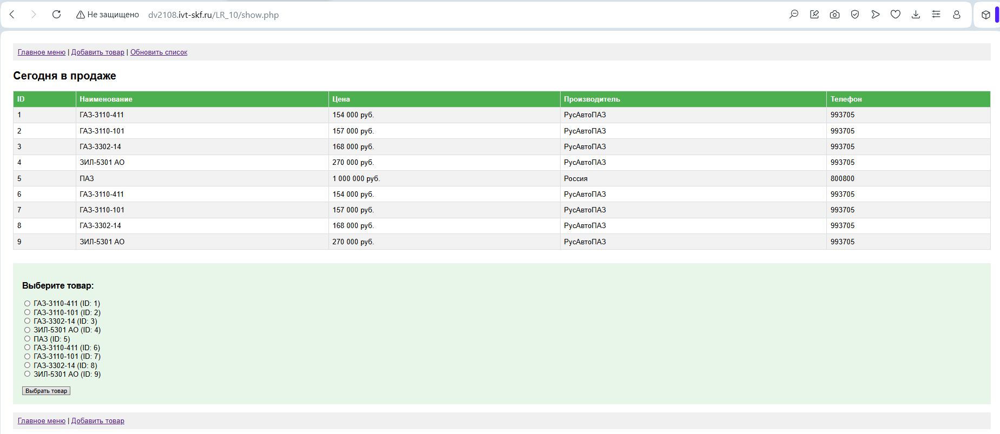 Не защищено dv2108.ivt-skf.ru/LR_10/show.php
Главное меню | Добавить товар | Обновить список
Сегодня в продаже
ID Наименование Цена Производитель Телефон
1 ГАЗ-3110-411 154 000 руб. РусАвтоПАЗ 993705
2 ГАЗ-3110-101 157 000 руб. РусАвтоПАЗ 993705
3 ГАЗ-3302-14 168 000 руб. РусАвтоПАЗ 993705
4 ЗИЛ-5301 АО 270 000 руб. РусАвтоПАЗ 993705
5 ПАЗ 1 000 000 руб. Россия 800800
6 ГАЗ-3110-411 154 000 руб. РусАвтоПАЗ 993705
7 ГАЗ-3110-101 157 000 руб. РусАвтоПАЗ 993705
8 ГАЗ-3302-14 168 000 руб. РусАвтоПАЗ 993705
9 ЗИЛ-5301 АО 270 000 руб. РусАвтоПАЗ 993705
Выберите товар:
ГАЗ-3110-411 (ID: 1)
ГАЗ-3110-101 (ID: 2)
ГАЗ-3302-14 (ID: 3)
ЗИЛ-5301 АО (ID: 4)
ПАЗ (ID: 5)
ГАЗ-3110-411 (ID: 6)
ГАЗ-3110-101 (ID: 7)
ГАЗ-3302-14 (ID: 8)
ЗИЛ-5301 АО (ID: 9)
Выбрать товар
Главное меню | Добавить товар